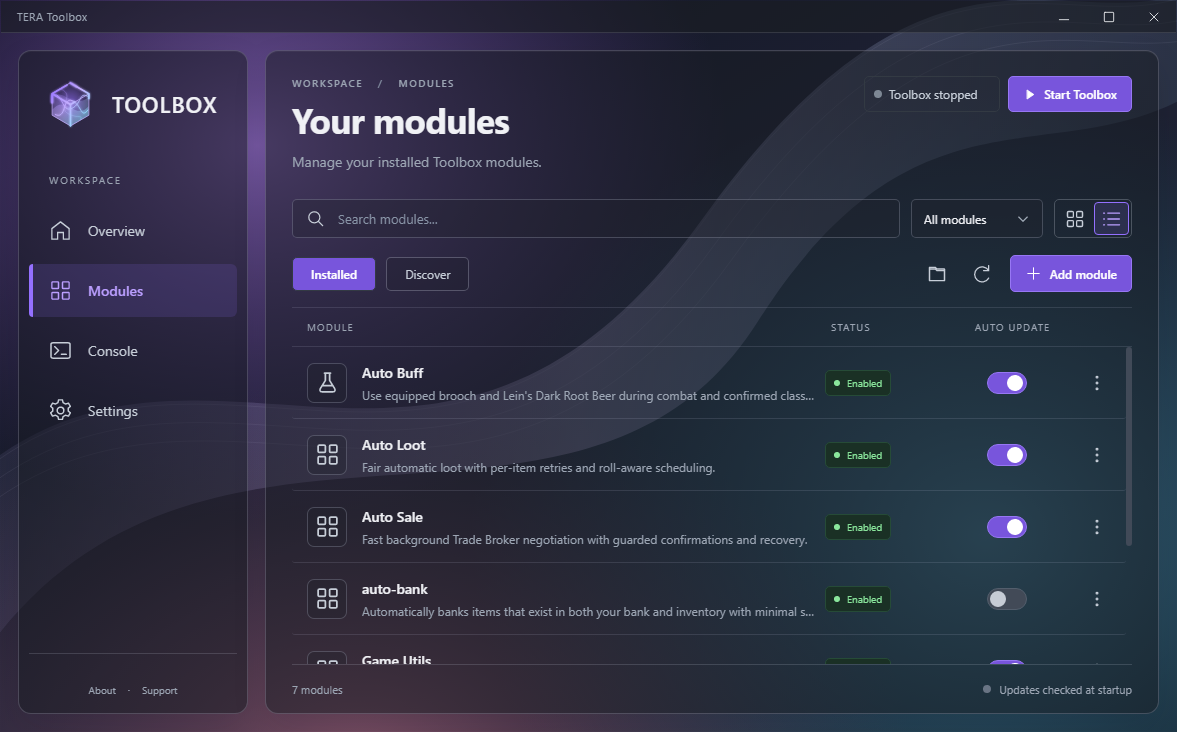 TERA Toolbox
TOOLBOX
WORKSPACE
Overview
Modules
Console
Settings
About · Support
WORKSPACE / MODULES
Your modules
Manage your installed Toolbox modules.
Toolbox stopped
Start Toolbox
Search modules...
All modules
Installed
Discover
Add module
MODULE STATUS AUTO UPDATE
Auto Buff
Use equipped brooch and Lein's Dark Root Beer during combat and confirmed class...
Enabled
Auto Loot
Fair automatic loot with per-item retries and roll-aware scheduling.
Enabled
Auto Sale
Fast background Trade Broker negotiation with guarded confirmations and recovery.
Enabled
auto-bank
Automatically banks items that exist in both your bank and inventory with minimal s...
Enabled
Game Utils
7 modules
Updates checked at startup